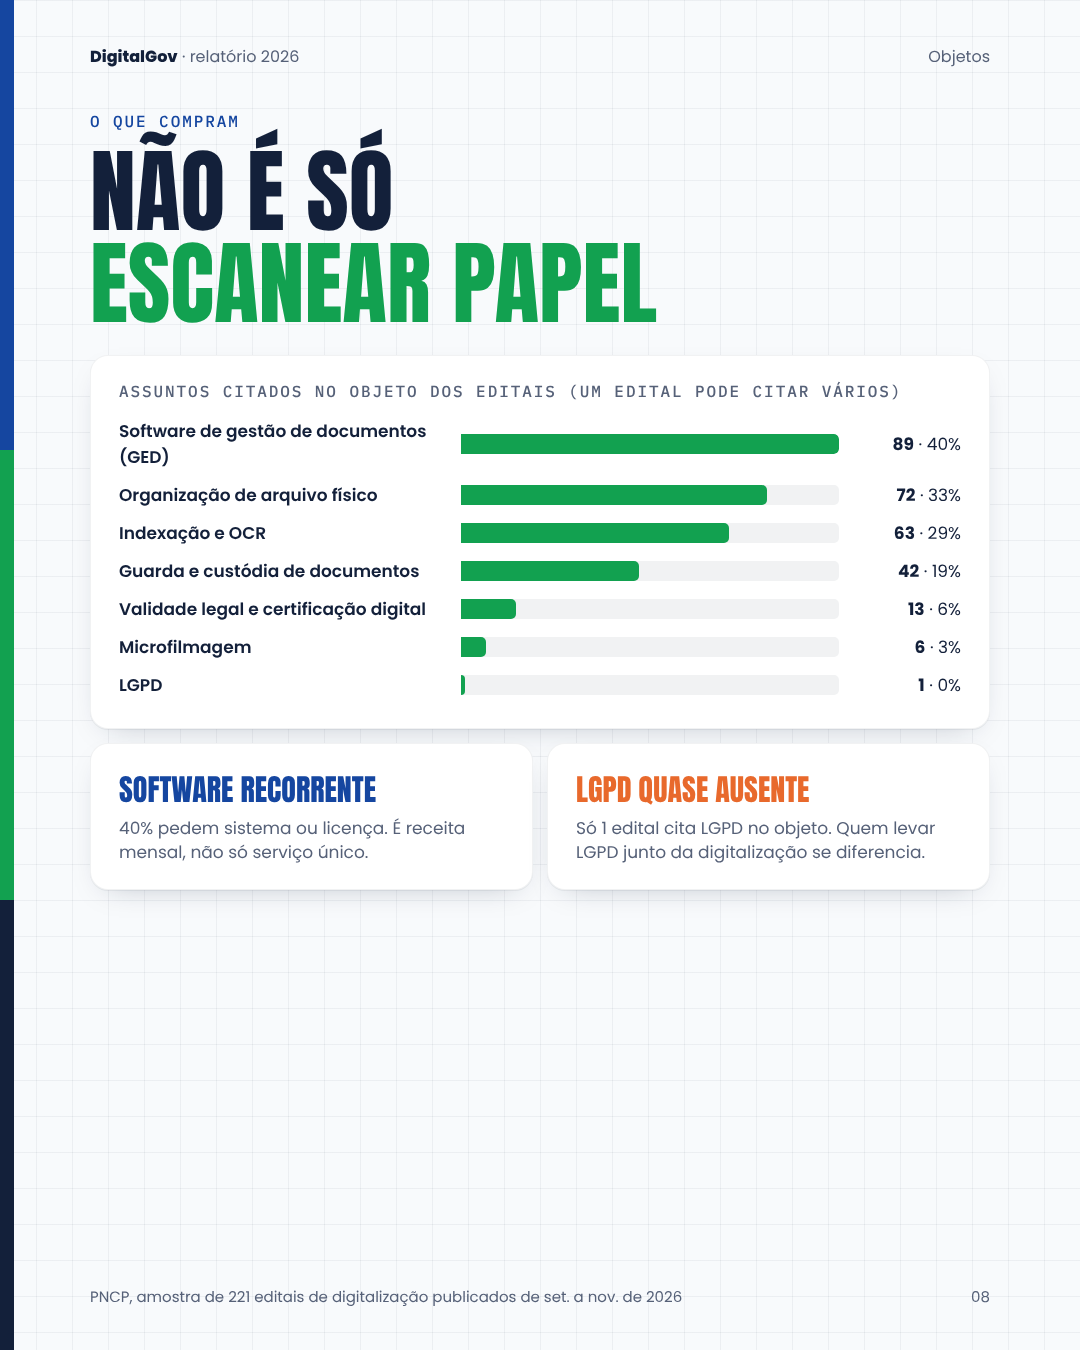 DigitalGov · relatório 2026
Objetos
O QUE COMPRAM
NÃO É SÓ
ESCANEAR PAPEL
ASSUNTOS CITADOS NO OBJETO DOS EDITAIS (UM EDITAL PODE CITAR VÁRIOS)
Software de gestão de documentos
(GED)
89 · 40%
Organização de arquivo físico
72 · 33%
Indexação e OCR
63 · 29%
Guarda e custódia de documentos
42 · 19%
Validade legal e certificação digital
13 · 6%
Microfilmagem
6 · 3%
LGPD
1 · 0%
SOFTWARE RECORRENTE
40% pedem sistema ou licença. É receita
mensal, não só serviço único.
LGPD QUASE AUSENTE
Só 1 edital cita LGPD no objeto. Quem levar
LGPD junto da digitalização se diferencia.
PNCP, amostra de 221 editais de digitalização publicados de set. a nov. de 2026
08